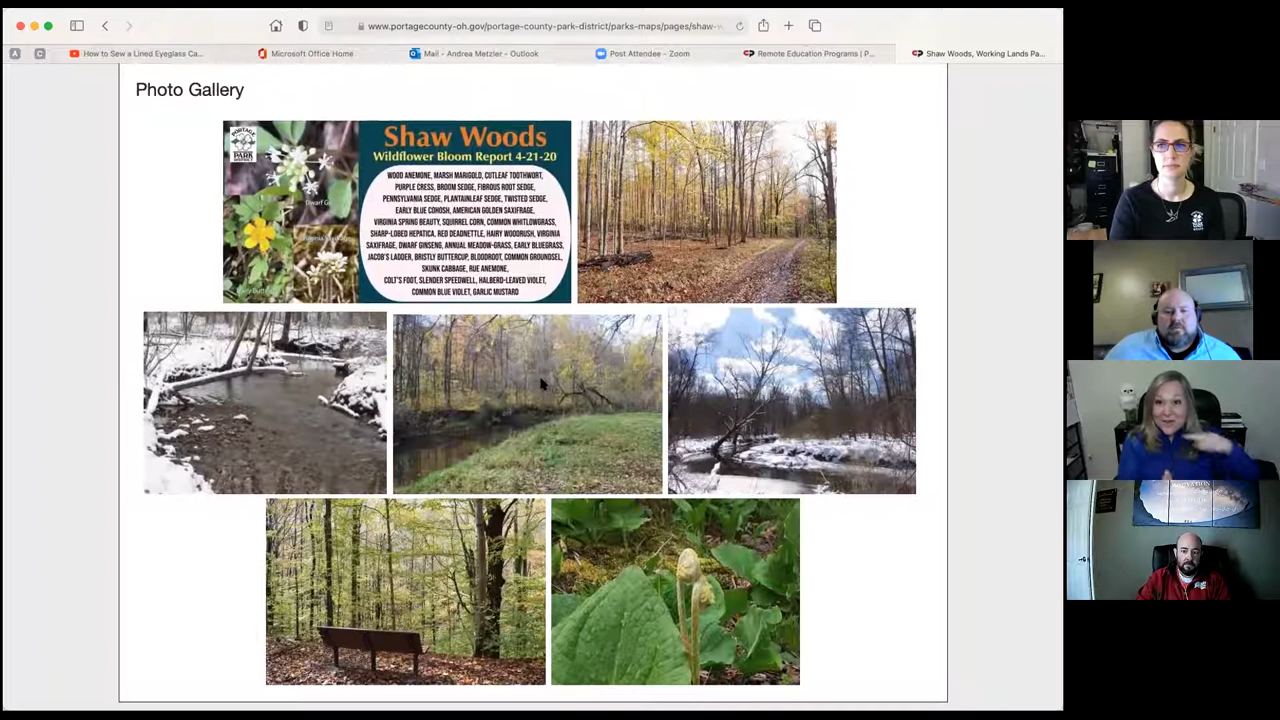 www.portagecounty-oh.gov/portage-county-park-district/parks-maps/pages/shaw-w
A
C
How to Sew a Lined Eyeglass Ca...
Microsoft Office Home
Mail - Andrea Metzler - Outlook
Post Attendee - Zoom
Remote Education Programs | P...
Shaw Woods, Working Lands Pa...
Photo Gallery
PORTAGE
PARK
DISTRICT
Shaw Woods
Wildflower Bloom Report 4-21-20
WOOD ANEMONE, MARSH MARIGOLD, CUTLEAF TOOTHWORT,
PURPLE CRESS, BROOM SEDGE, FIBROUS ROOT SEDGE,
PENNSYLVANIA SEDGE, PLANTAINLEAF SEDGE, TWISTED SEDGE,
EARLY BLUE COHOSH, AMERICAN GOLDEN SAXIFRAGE,
VIRGINIA SPRING BEAUTY, SQUIRREL CORN, COMMON WHITLOWGRASS,
SHARP-LOBED HEPATICA, RED DEADNETTLE, HAIRY WOODRUSH, VIRGINIA
SAXIFRAGE, DWARF GINSENG, ANNUAL MEADOW-GRASS, EARLY BLUEGRASS,
JACOB'S LADDER, BRISTLY BUTTERCUP, BLOODROOT, COMMON GROUNDSEL,
SKUNK CABBAGE, RUE ANEMONE,
COLT'S FOOT, SLENDER SPEEDWELL, HALBERD-LEAVED VIOLET,
COMMON BLUE VIOLET, GARLIC MUSTARD
Dwarf